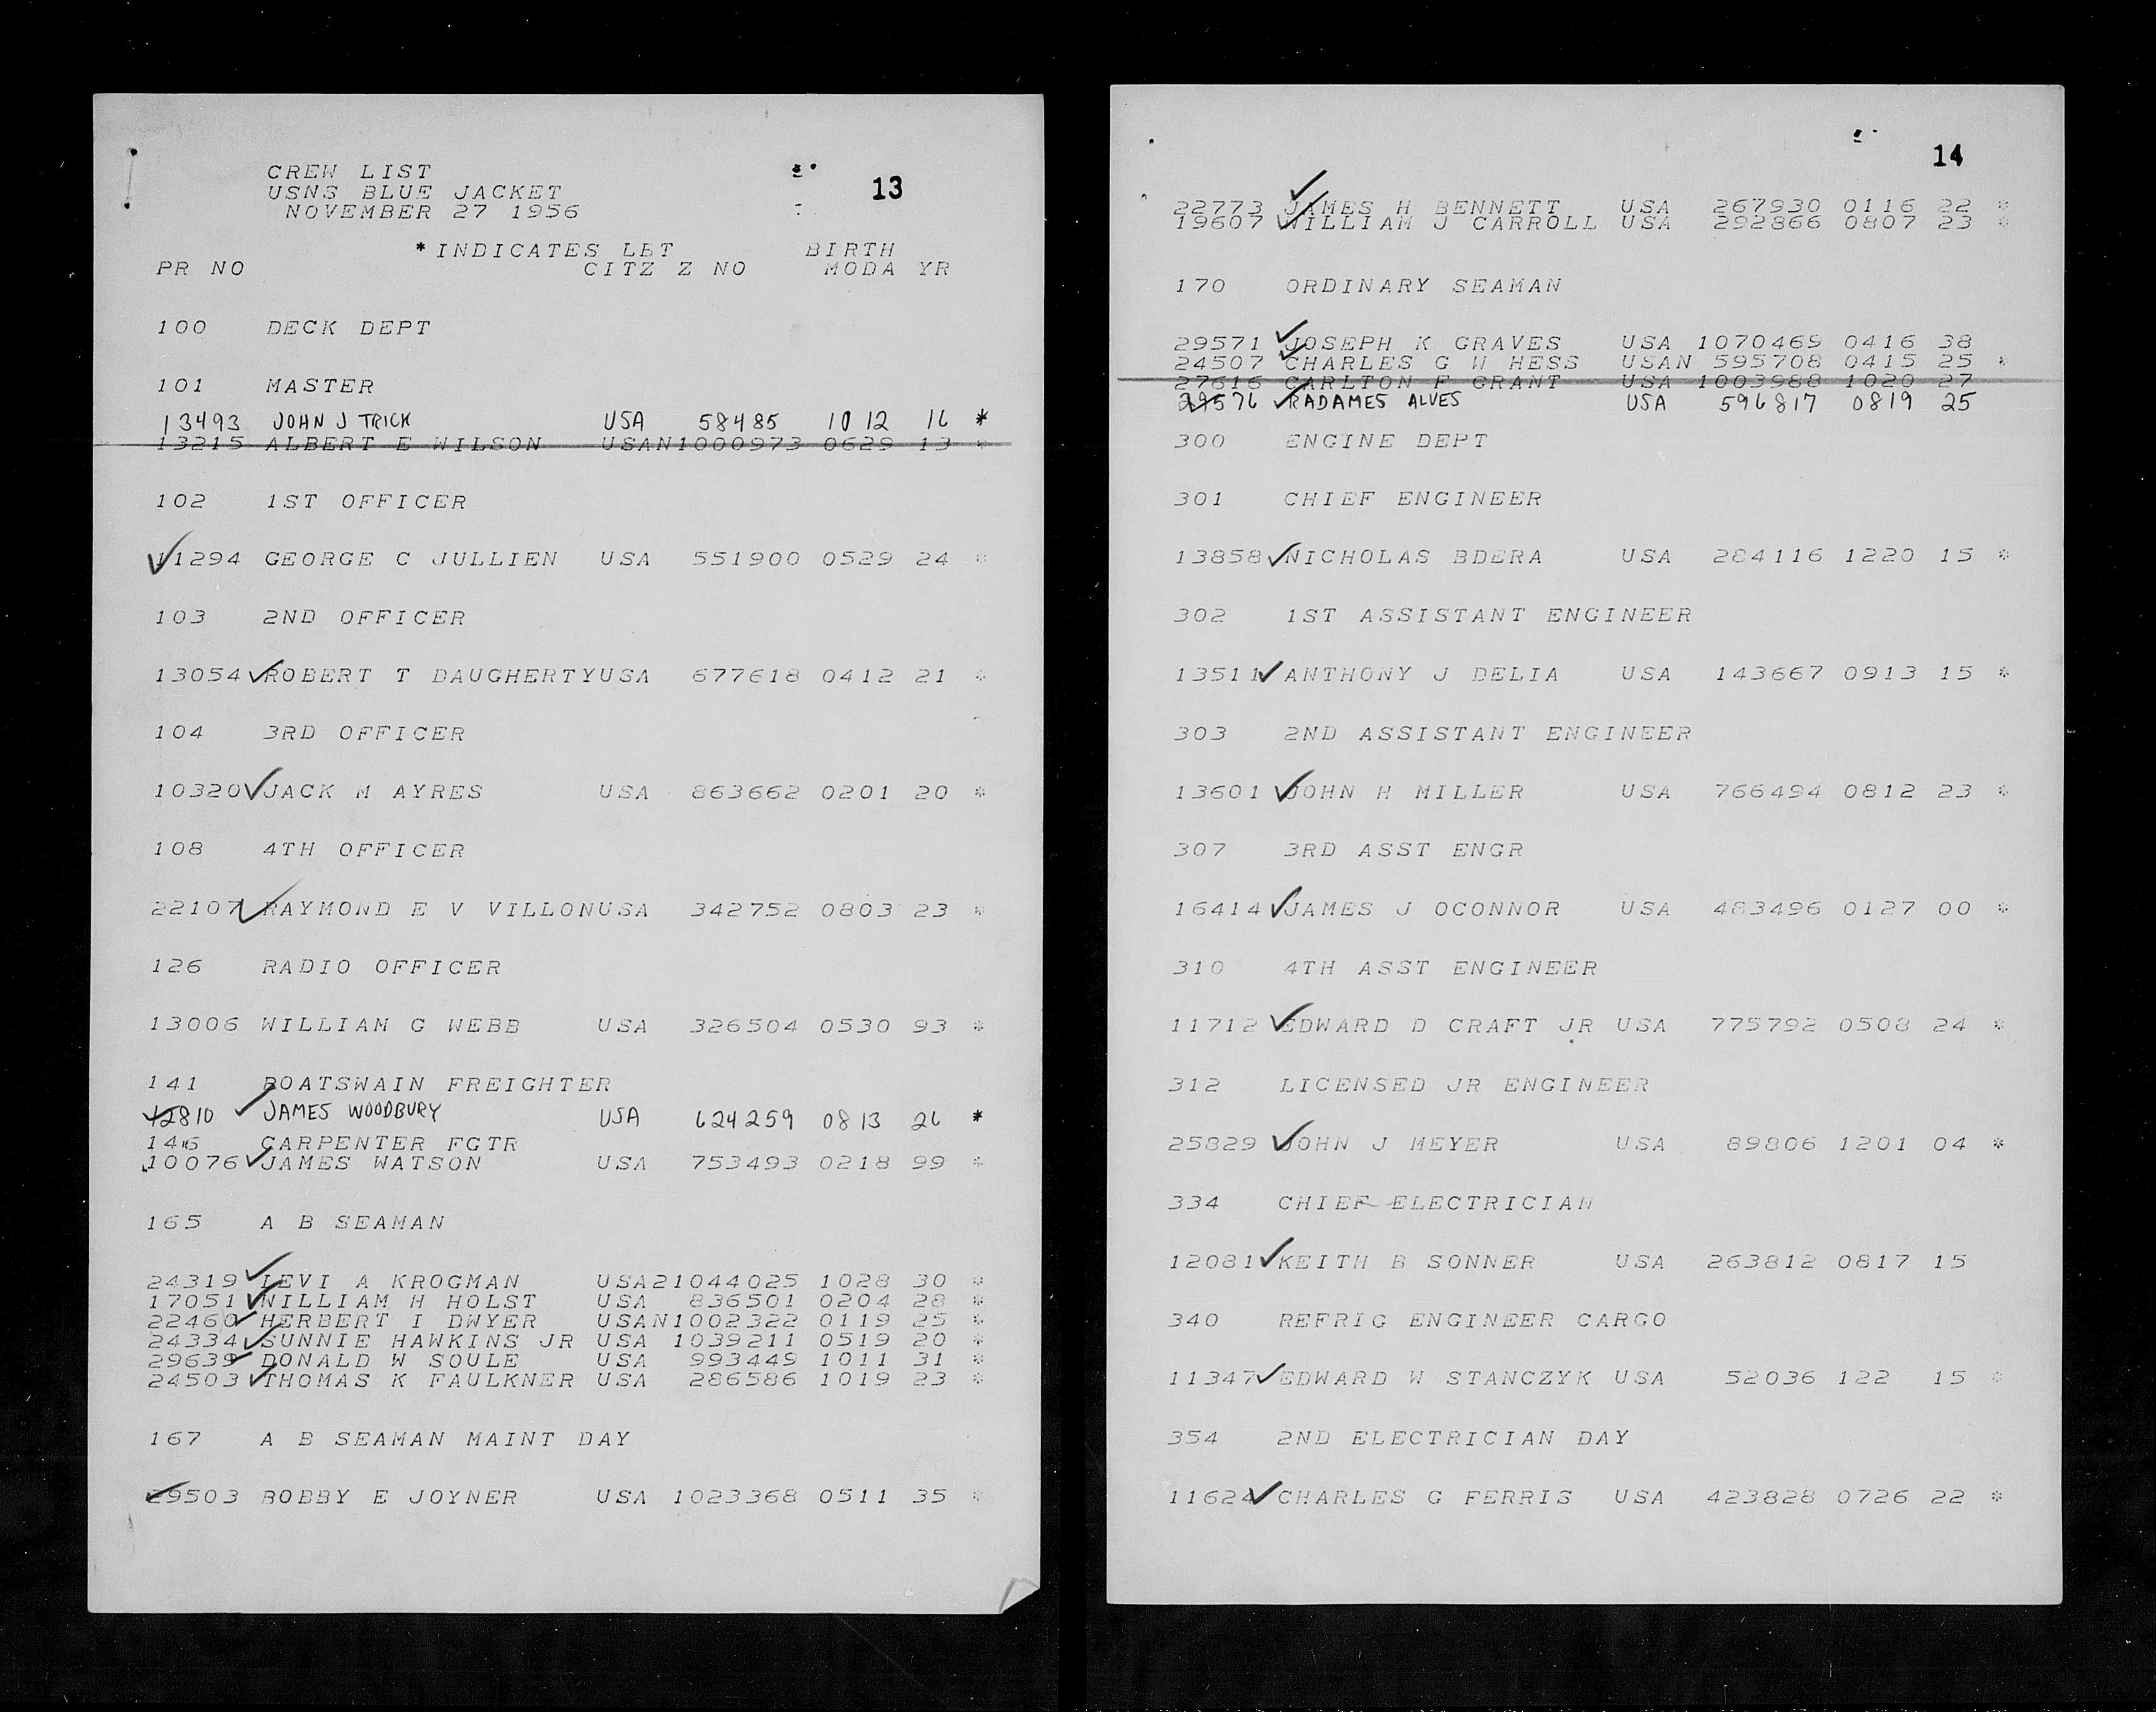 13
CREW LIST
USNS BLUE JACKET
NOVEMBER 27 1956
*INDICATES LBT BIRTH
PR NO CITZ Z NO MODA YR
100 DECK DEPT
101 MASTER
13493 JOHN J TRICK USA 58485 10 12 16 *
13215 ALBERT E WILSON USAN1000973 0629 13 *
102 1ST OFFICER
11294 GEORGE C JULLIEN USA 551900 0529 24 *
103 2ND OFFICER
13054 ROBERT T DAUGHERTYUSA 677618 0412 21 *
104 3RD OFFICER
10320 JACK M AYRES USA 863662 0201 20 *
108 4TH OFFICER
22107 RAYMOND E V VILLONUSA 342752 0803 23 *
126 RADIO OFFICER
13006 WILLIAM G WEBB USA 326504 0530 93 *
141 BOATSWAIN FREIGHTER
12810 JAMES WOODBURY USA 624259 08 13 26 *
146 CARPENTER FGTR
10076 JAMES WATSON USA 753493 0218 99 *
165 A B SEAMAN
24319 LEVI A KROGMAN USA21044025 1028 30 *
17051 WILLIAM H HOLST USA 836501 0204 28 *
22460 HERBERT I DWYER USAN1002322 0119 25 *
24334 SUNNIE HAWKINS JR USA 1039211 0519 20 *
29639 DONALD W SOULE USA 993449 1011 31 *
24503 THOMAS K FAULKNER USA 286586 1019 23 *
167 A B SEAMAN MAINT DAY
29503 BOBBY E JOYNER USA 1023368 0511 35 *
14
22773 JAMES H BENNETT USA 267930 0116 22 *
19607 WILLIAM J CARROLL USA 292866 0807 23 *
170 ORDINARY SEAMAN
29571 JOSEPH K GRAVES USA 1070469 0416 38
24507 CHARLES G W HESS USAN 595708 0415 25 *
27616 CARLTON F GRANT USA 1003988 1020 27
29576 RADAMES ALVES USA 596817 0819 25
300 ENGINE DEPT
301 CHIEF ENGINEER
13858 NICHOLAS BDERA USA 284116 1220 15 *
302 1ST ASSISTANT ENGINEER
13511 ANTHONY J DELIA USA 143667 0913 15 *
303 2ND ASSISTANT ENGINEER
13601 JOHN H MILLER USA 766494 0812 23 *
307 3RD ASST ENGR
16414 JAMES J OCONNOR USA 483496 0127 00 *
310 4TH ASST ENGINEER
11712 EDWARD D CRAFT JR USA 775792 0508 24 *
312 LICENSED JR ENGINEER
25829 JOHN J MEYER USA 89806 1201 04 *
334 CHIEF ELECTRICIAN
12081 KEITH B SONNER USA 263812 0817 15
340 REFRIG ENGINEER CARGO
11347 EDWARD W STANCZYK USA 52036 122 15 *
354 2ND ELECTRICIAN DAY
11624 CHARLES G FERRIS USA 423828 0726 22 *